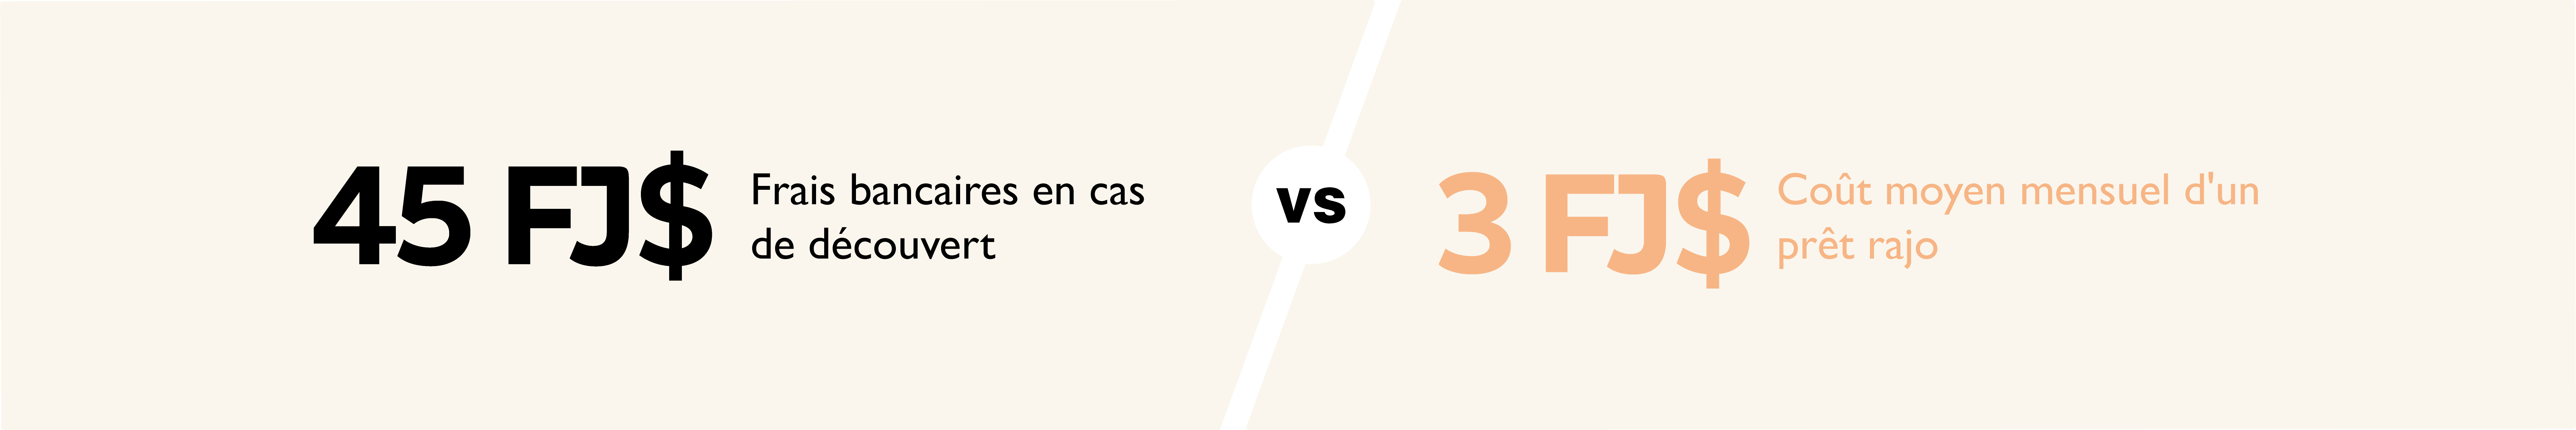 45 FJ$
Frais bancaires en cas
de découvert
vs
3 FJ$
Coût moyen mensuel d'un
prêt rajo